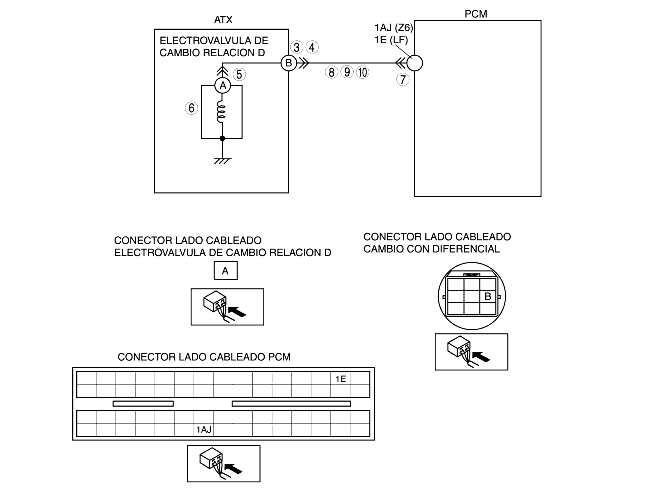 ATX
PCM
ELECTROVALVULA DE
CAMBIO RELACION D
3 4
1AJ (Z6)
1E (LF)
B
5
A
6
8 9 10
7
CONECTOR LADO CABLEADO
ELECTROVALVULA DE CAMBIO RELACION D
A
CONECTOR LADO CABLEADO
CAMBIO CON DIFERENCIAL
B
CONECTOR LADO CABLEADO PCM
1E
1AJ